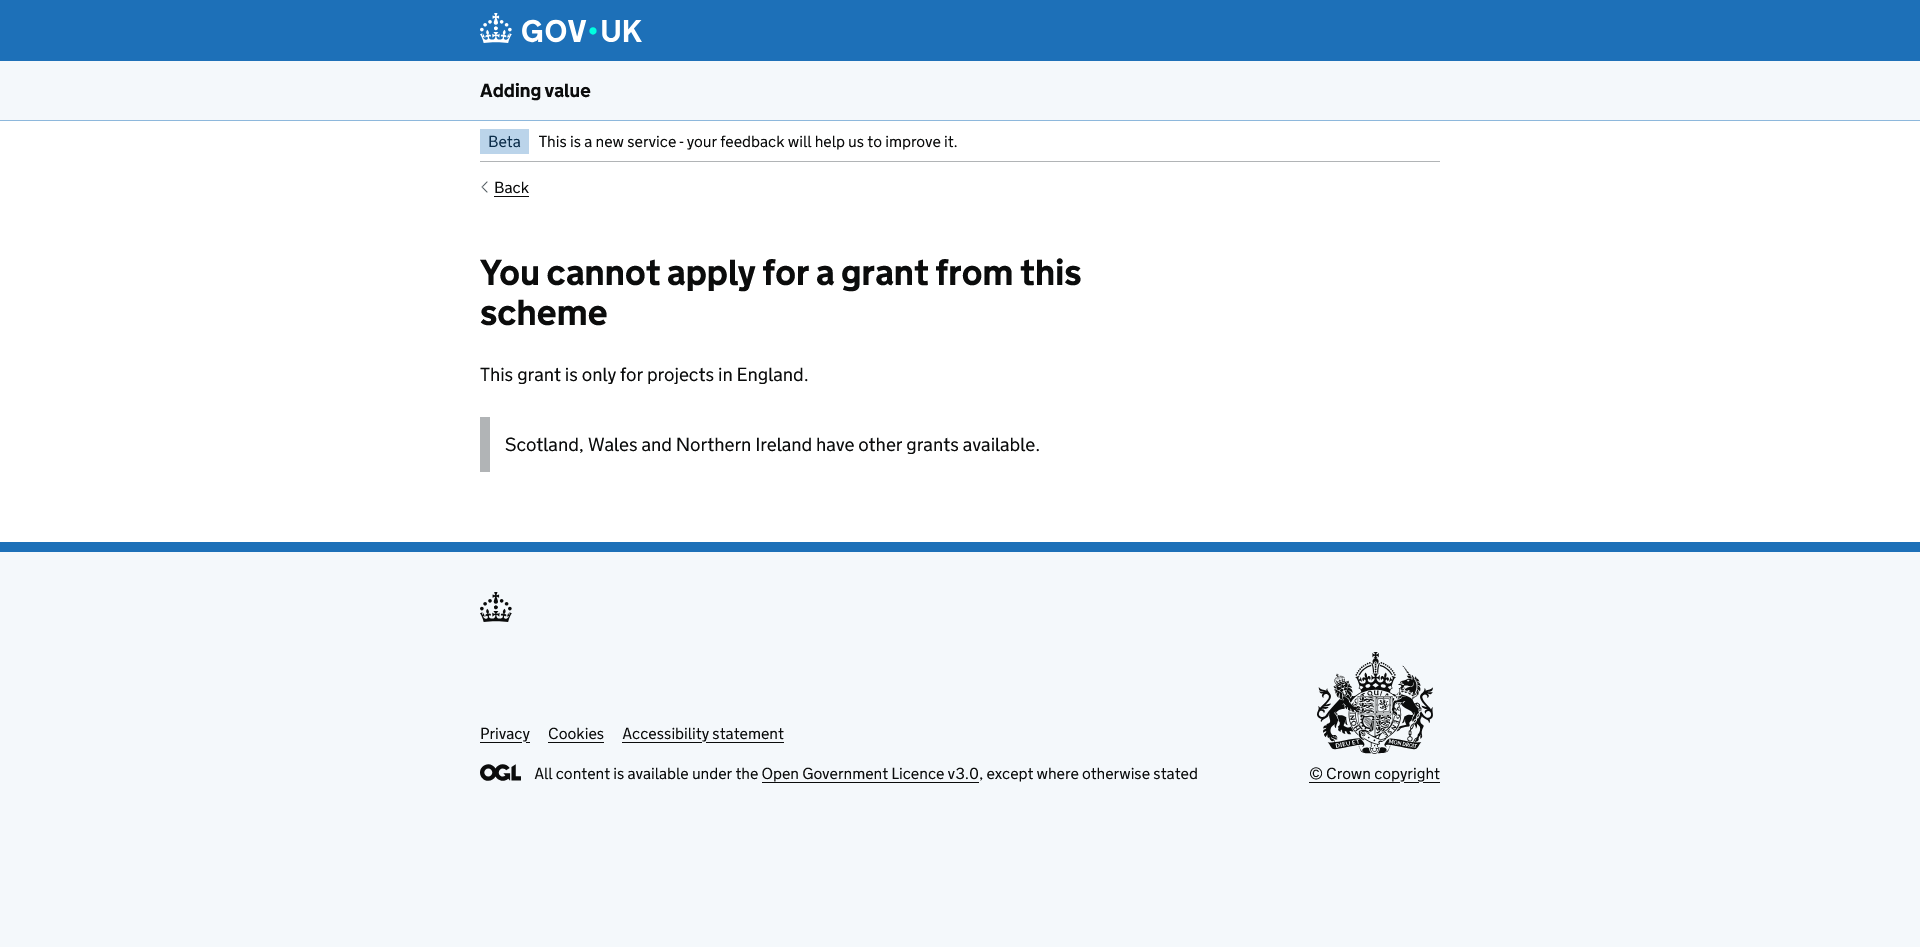 GOV·UK
Adding value
Beta This is a new service - your feedback will help us to improve it.
Back
You cannot apply for a grant from this
scheme
This grant is only for projects in England.
Scotland, Wales and Northern Ireland have other grants available.
Privacy Cookies Accessibility statement
OGL All content is available under the Open Government Licence v3.0, except where otherwise stated
© Crown copyright